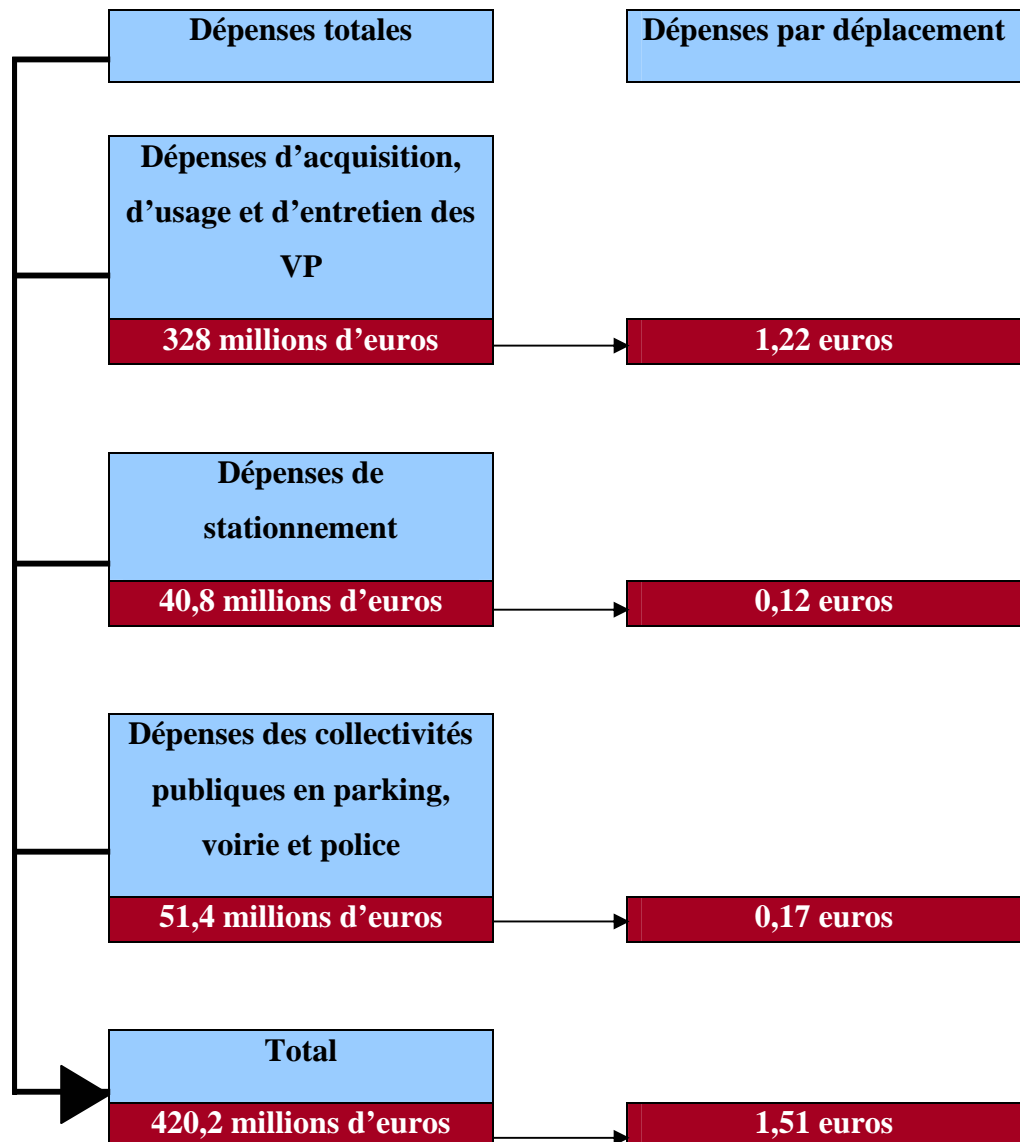 Dépenses totales
Dépenses par déplacement
Dépenses d’acquisition,
d’usage et d’entretien des
VP
328 millions d’euros
1,22 euros
Dépenses de
stationnement
40,8 millions d’euros
0,12 euros
Dépenses des collectivités
publiques en parking,
voirie et police
51,4 millions d’euros
0,17 euros
Total
420,2 millions d’euros
1,51 euros